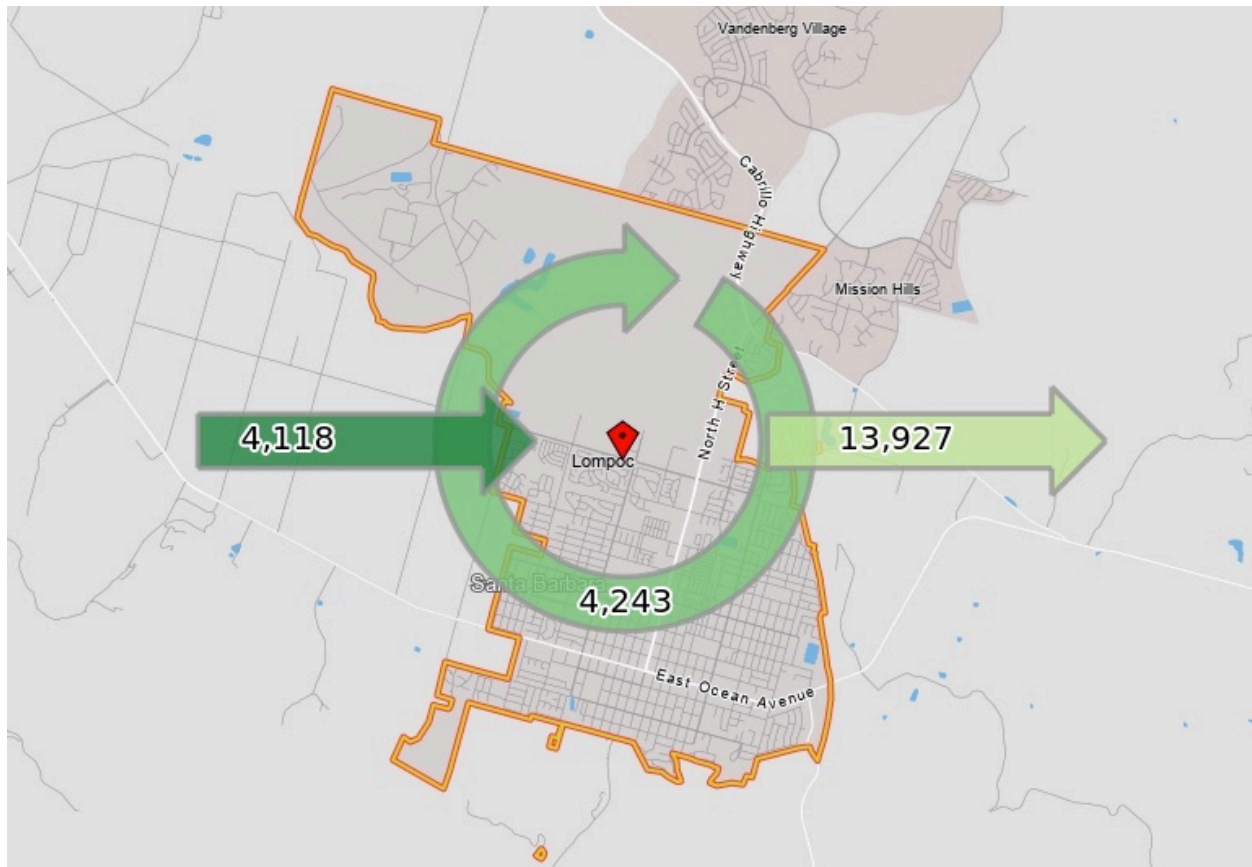 Vandenberg Village
Cabrillo Highway
Mission Hills
North H Street
4,118
13,927
Lompoc
Santa Barbara
4,243
East Ocean Avenue